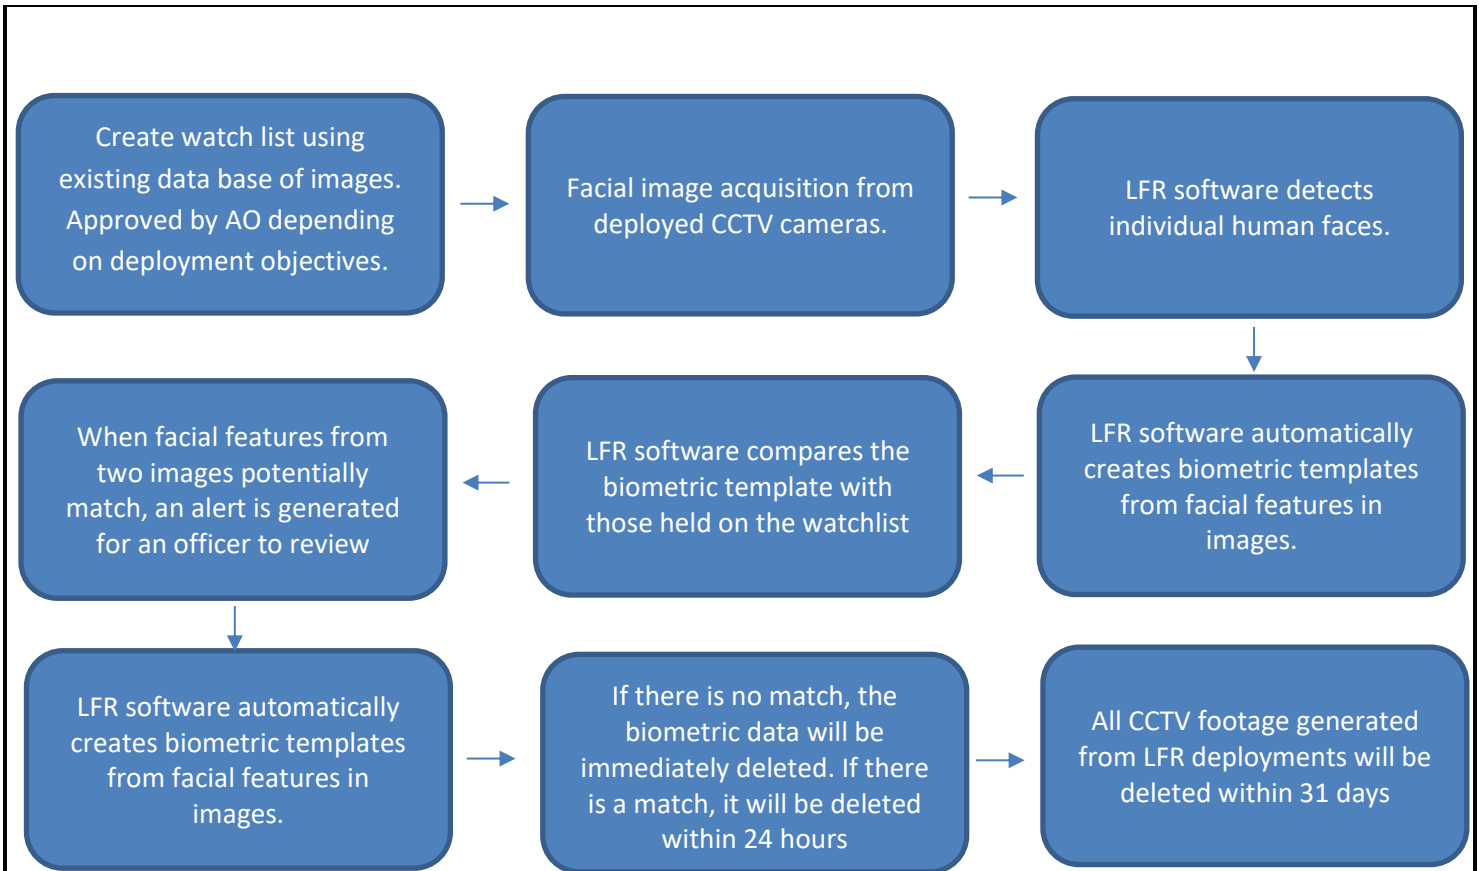 Create watch list using
existing data base of images.
Approved by AO depending
on deployment objectives.
Facial image acquisition from
deployed CCTV cameras.
LFR software detects
individual human faces.
LFR software automatically
creates biometric templates
from facial features in
images.
LFR software compares the
biometric template with
those held on the watchlist
When facial features from
two images potentially
match, an alert is generated
for an officer to review
LFR software automatically
creates biometric templates
from facial features in
images.
If there is no match, the
biometric data will be
immediately deleted. If there
is a match, it will be deleted
within 24 hours
All CCTV footage generated
from LFR deployments will be
deleted within 31 days